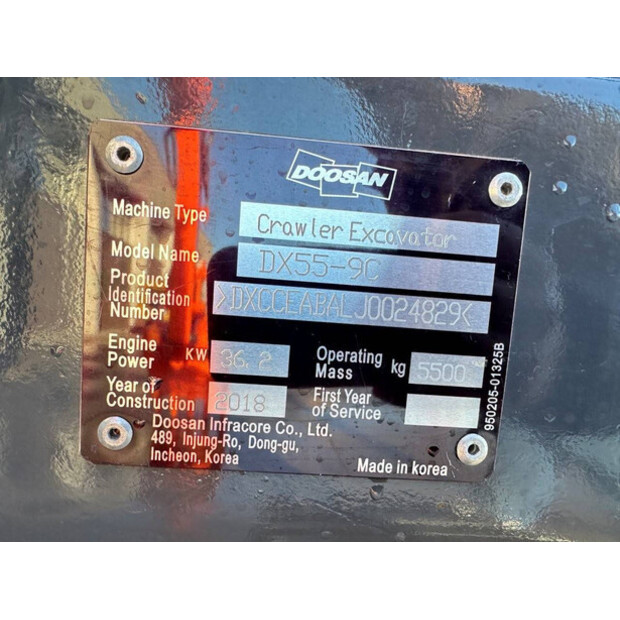 DOOSAN
Machine Type Crawler Excavator
Model Name DX55-9C
Product
Identification
Number >DXCCEABALJ0024829<
Engine
Power KW 36.2
Operating
Mass kg 5500
Year of
Construction 2018
First Year
of Service
Doosan Infracore Co., Ltd.
489, Injung-Ro, Dong-gu,
Incheon, Korea
Made in korea
950205-01325B